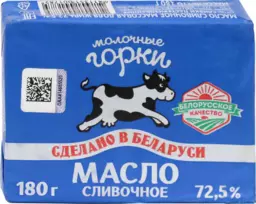 молочные
горки
БЕЛОРУССКОЕ
КАЧЕСТВО
СДЕЛАНО В БЕЛАРУСИ
МАСЛО
180 г СЛИВОЧНОЕ 72,5%